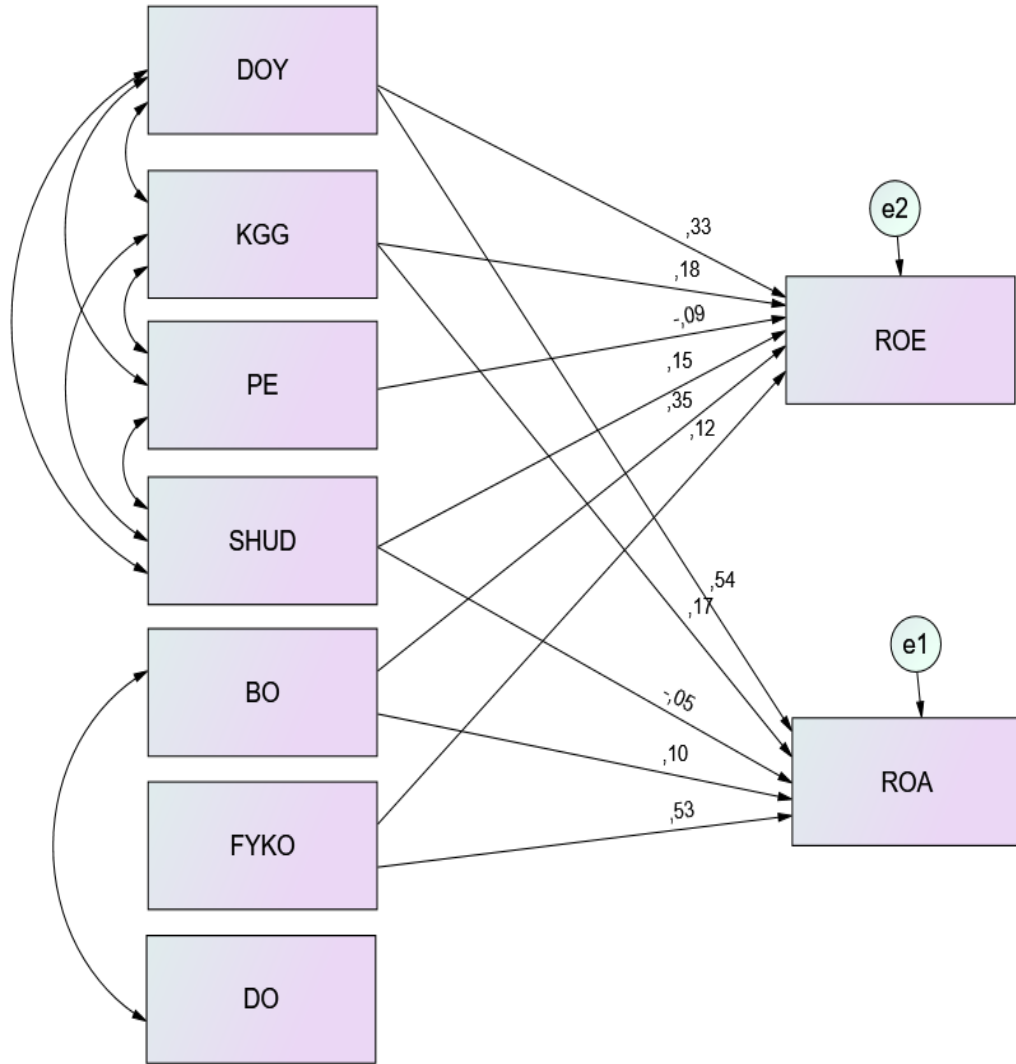 DOY
KGG
PE
SHUD
BO
FYKO
DO
,33
,18
-,09
,15
,35
,12
,54
,17
-,05
,10
,53
e2
ROE
e1
ROA